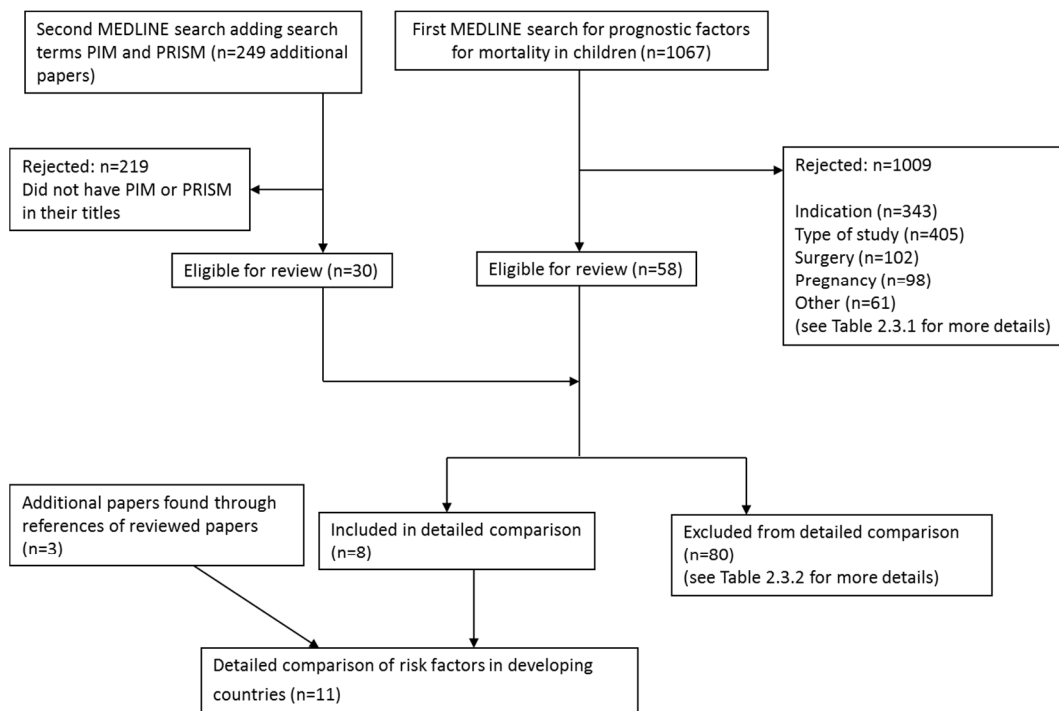 Second MEDLINE search adding search
terms PIM and PRISM (n=249 additional
papers)
First MEDLINE search for prognostic factors
for mortality in children (n=1067)
Rejected: n=219
Did not have PIM or PRISM
in their titles
Rejected: n=1009
Indication (n=343)
Type of study (n=405)
Surgery (n=102)
Pregnancy (n=98)
Other (n=61)
(see Table 2.3.1 for more details)
Eligible for review (n=30)
Eligible for review (n=58)
Additional papers found through
references of reviewed papers
(n=3)
Included in detailed comparison
(n=8)
Excluded from detailed comparison
(n=80)
(see Table 2.3.2 for more details)
Detailed comparison of risk factors in developing
countries (n=11)